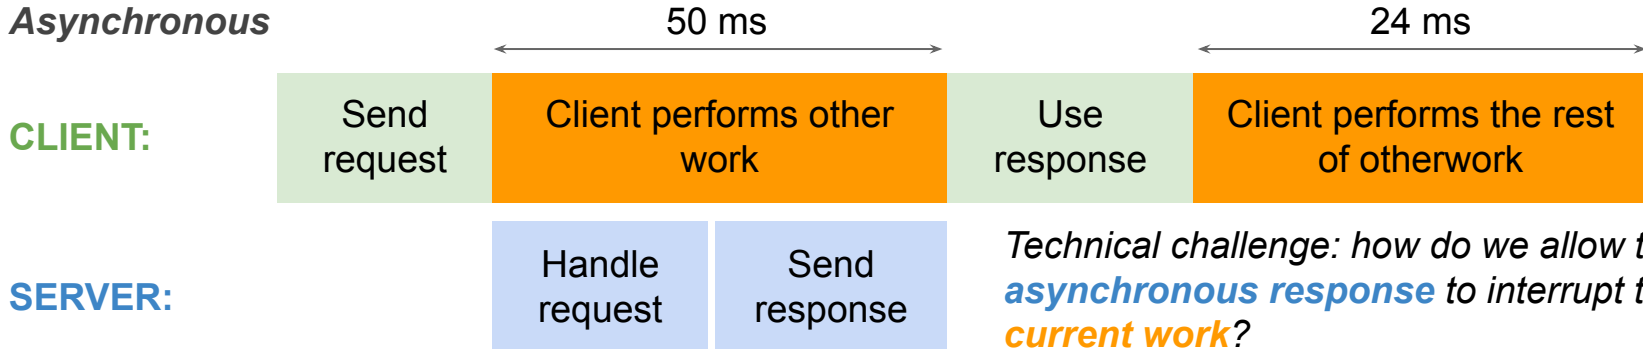 Asynchronous
50 ms
24 ms
CLIENT:
Send
request
Client performs other
work
Use
response
Client performs the rest
of otherwork
SERVER:
Handle
request
Send
response
Technical challenge: how do we allow
asynchronous response to interrupt
current work?